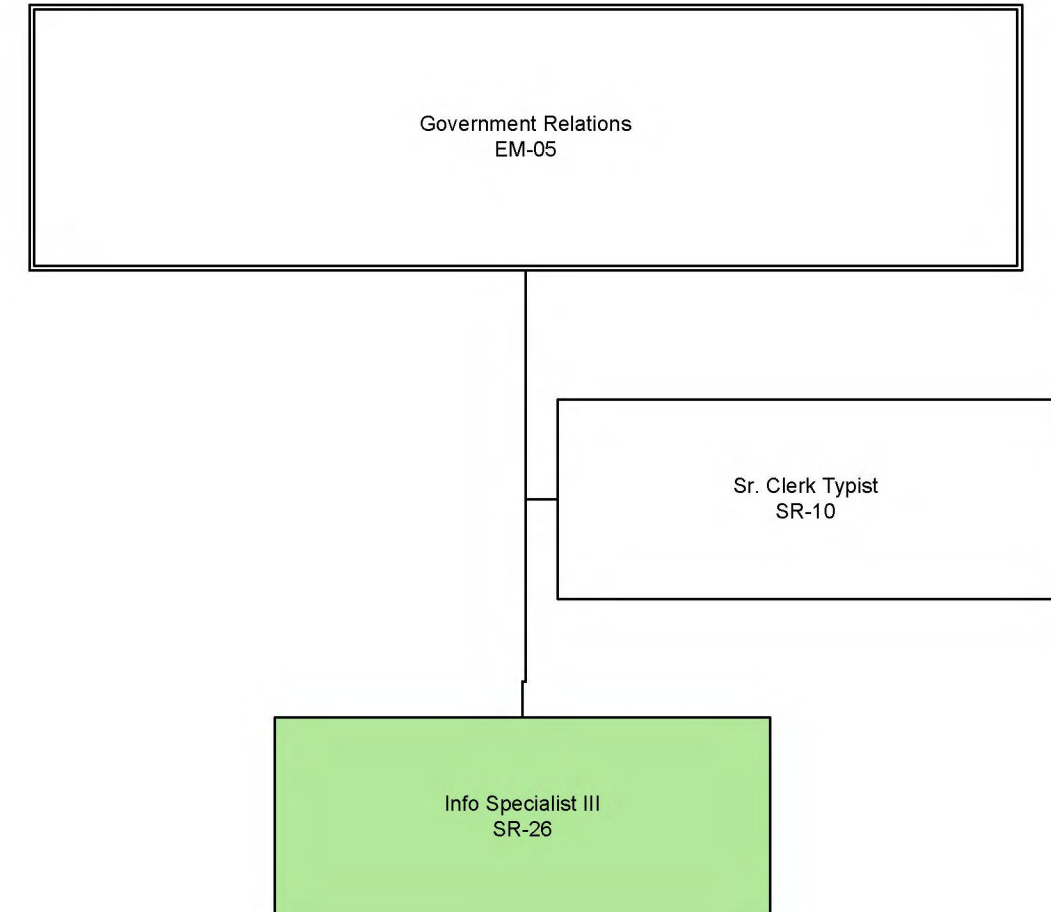 Government Relations
EM-05
Sr. Clerk Typist
SR-10
Info Specialist III
SR-26